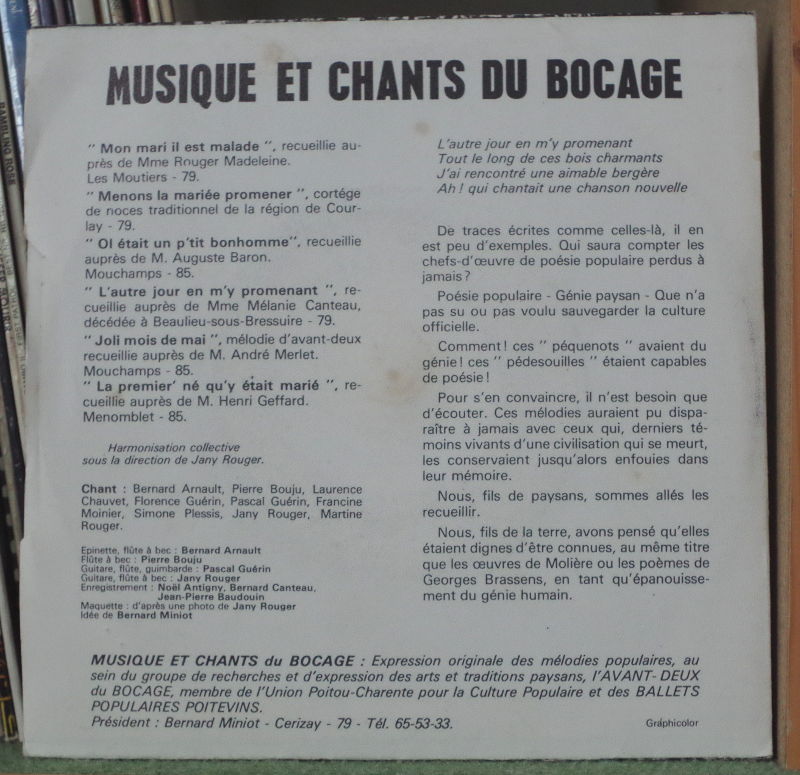 MUSIQUE ET CHANTS DU BOCAGE
" Mon mari il est malade ", recueillie au-
près de Mme Rouger Madeleine.
Les Moutiers - 79.
" Menons la mariée promener ", cortége
de noces traditionnel de la région de Cour-
lay - 79.
" Ol était un p'tit bonhomme", recueillie
auprès de M. Auguste Baron.
Mouchamps - 85.
" L'autre jour en m'y promenant ", re-
cueillie auprès de Mme Mélanie Canteau,
décédée à Beaulieu-sous-Bressuire - 79.
" Joli mois de mai ", mélodie d'avant-deux
recueillie auprès de M. André Merlet.
Mouchamps - 85.
" La premier' né qu'y était marié ", re-
cueillie auprès de M. Henri Geffard.
Menomblet - 85.
Harmonisation collective
sous la direction de Jany Rouger.
Chant : Bernard Arnault, Pierre Bouju, Laurence
Chauvet, Florence Guérin, Pascal Guérin, Francine
Moinier, Simone Plessis, Jany Rouger, Martine
Rouger.
Epinette, flûte à bec : Bernard Arnault
Flûte à bec : Pierre Bouju
Guitare, flûte, guimbarde : Pascal Guérin
Guitare, flûte à bec : Jany Rouger
Enregistrement : Noël Antigny, Bernard Canteau,
Jean-Pierre Baudouin
Maquette : d'après une photo de Jany Rouger
Idée de Bernard Miniot
L'autre jour en m'y promenant
Tout le long de ces bois charmants
J'ai rencontré une aimable bergère
Ah ! qui chantait une chanson nouvelle
De traces écrites comme celles-là, il en
est peu d'exemples. Qui saura compter les
chefs-d'œuvre de poésie populaire perdus à
jamais ?
Poésie populaire - Génie paysan - Que n'a
pas su ou pas voulu sauvegarder la culture
officielle.
Comment ! ces " péquenots " avaient du
génie ! ces " pédesouilles " étaient capables
de poésie !
Pour s'en convaincre, il n'est besoin que
d'écouter. Ces mélodies auraient pu dispa-
raître à jamais avec ceux qui, derniers té-
moins vivants d'une civilisation qui se meurt,
les conservaient jusqu'alors enfouies dans
leur mémoire.
Nous, fils de paysans, sommes allés les
recueillir.
Nous, fils de la terre, avons pensé qu'elles
étaient dignes d'être connues, au même titre
que les œuvres de Molière ou les poèmes de
Georges Brassens, en tant qu'épanouisse-
ment du génie humain.
MUSIQUE ET CHANTS du BOCAGE : Expression originale des mélodies populaires, au
sein du groupe de recherches et d'expression des arts et traditions paysans, l'AVANT-DEUX
du BOCAGE, membre de l'Union Poitou-Charente pour la Culture Populaire et des BALLETS
POPULAIRES POITEVINS.
Président : Bernard Miniot - Cerizay - 79 - Tél. 65-53-33.
Graphicolor
RAMBLING ROSE